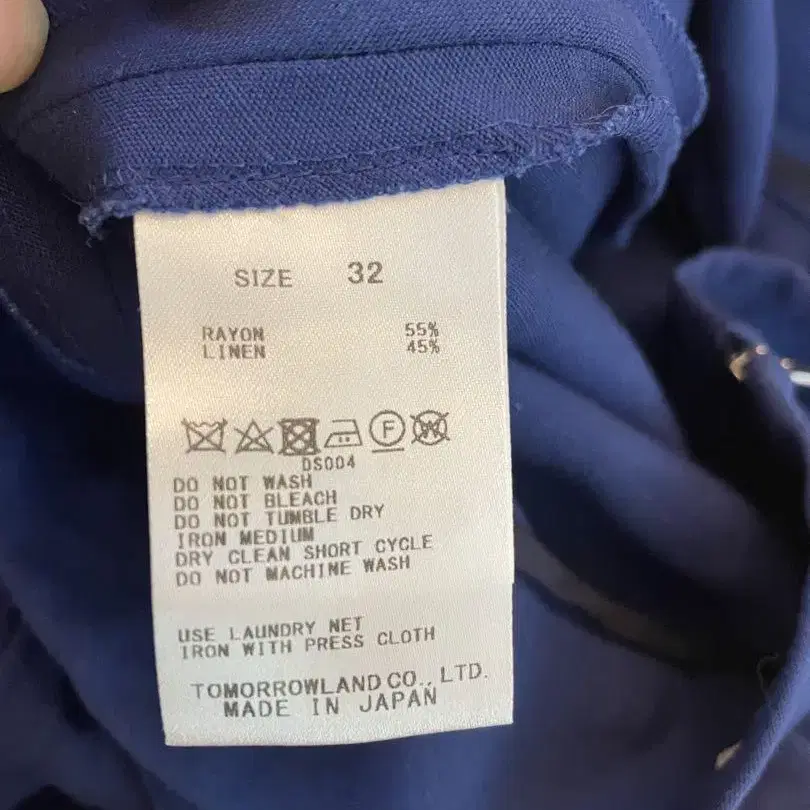 SIZE 32
RAYON 55%
LINEN 45%
F W
DS004
DO NOT WASH
DO NOT BLEACH
DO NOT TUMBLE DRY
IRON MEDIUM
DRY CLEAN SHORT CYCLE
DO NOT MACHINE WASH
USE LAUNDRY NET
IRON WITH PRESS CLOTH
TOMORROWLAND CO., LTD.
MADE IN JAPAN